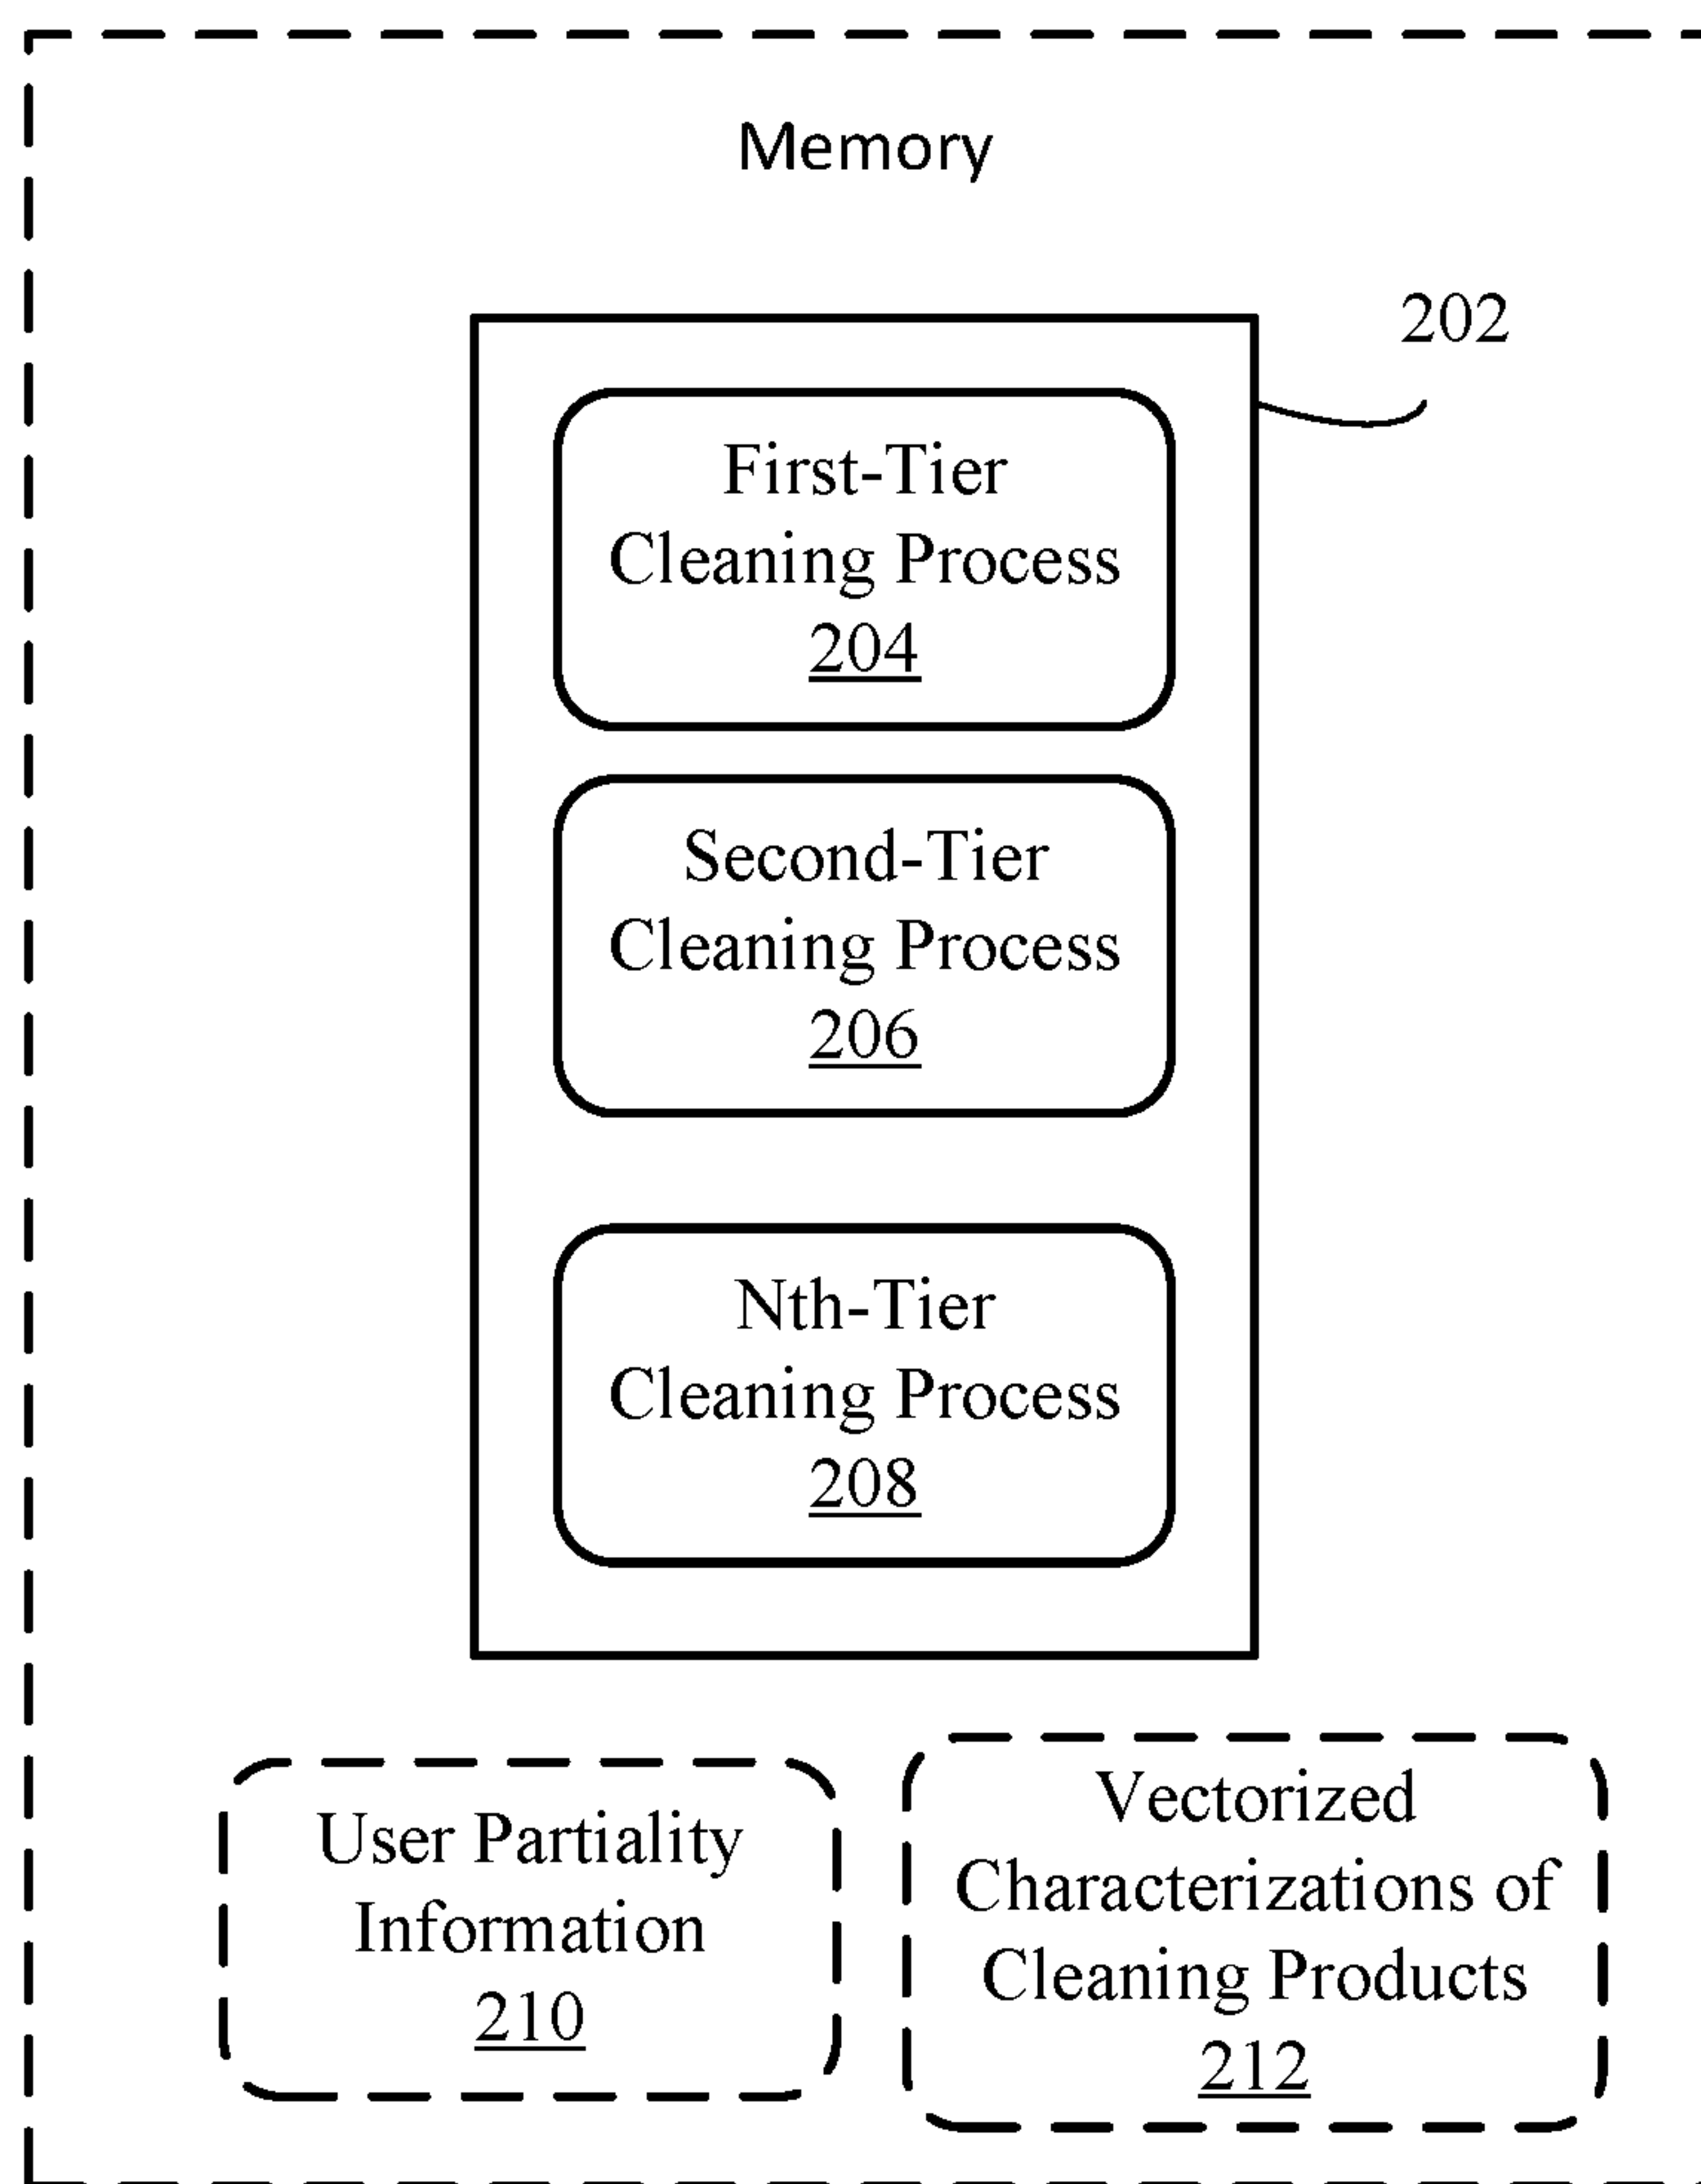 Memory
202
First-Tier
Cleaning Process
204
Second-Tier
Cleaning Process
206
Nth-Tier
Cleaning Process
208
User Partiality
Information
210
Vectorized
Characterizations of
Cleaning Products
212